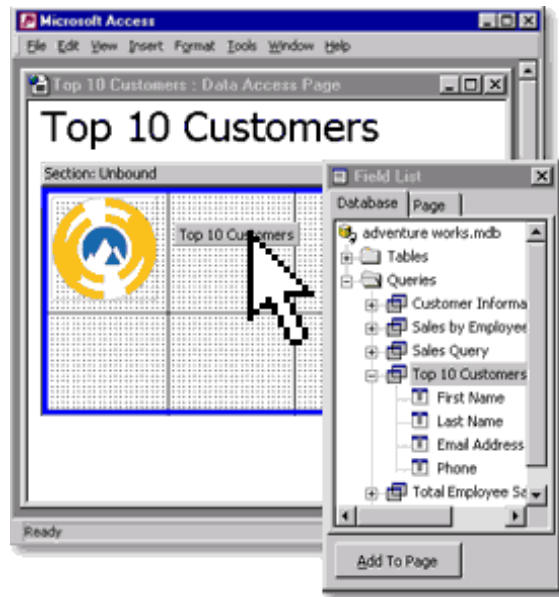 Microsoft Access
File Edit View Insert Format Tools Window Help
Top 10 Customers : Data Access Page
Top 10 Customers
Section: Unbound
Top 10 Customers
Field List
Database Page
adventure works.mdb
Tables
Queries
Customer Informa
Sales by Employee
Sales Query
Top 10 Customers
First Name
Last Name
Email Address
Phone
Total Employee Sa
Ready
Add To Page